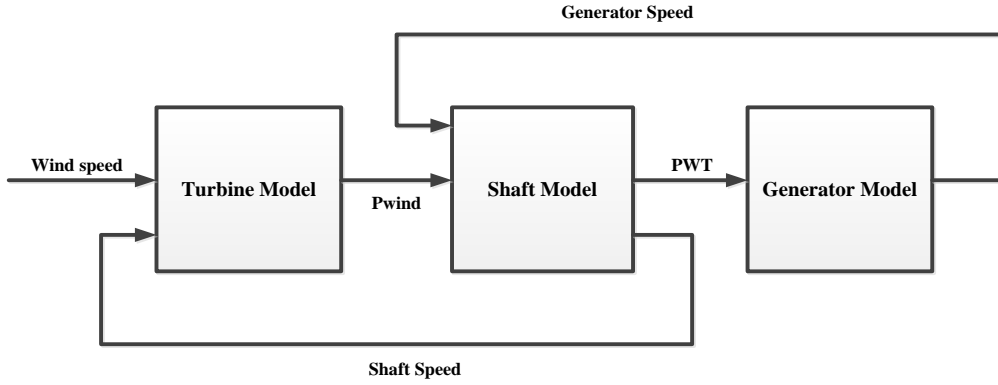 Generator Speed
Wind speed
Turbine Model
Pwind
Shaft Model
PWT
Generator Model
Shaft Speed